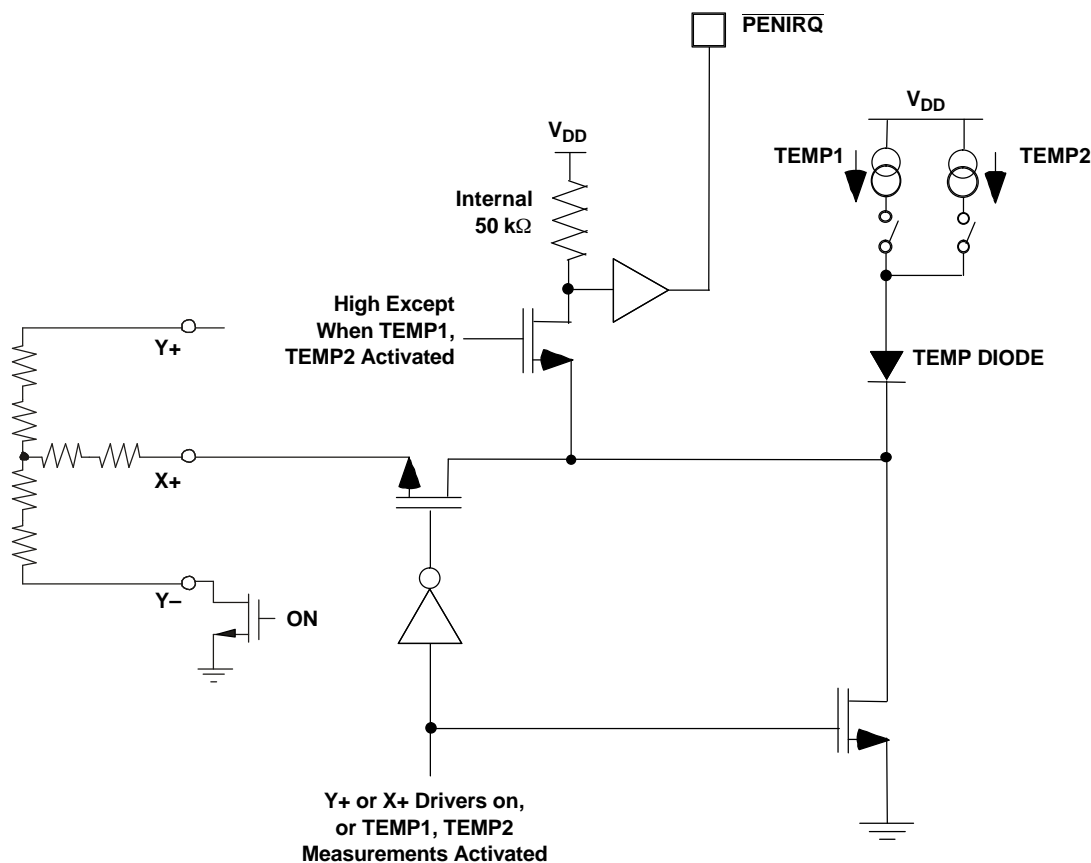 PENIRQ
VDD
VDD
TEMP1
TEMP2
Internal
50 kΩ
High Except
When TEMP1,
TEMP2 Activated
Y+
TEMP DIODE
X+
Y–
ON
Y+ or X+ Drivers on,
or TEMP1, TEMP2
Measurements Activated